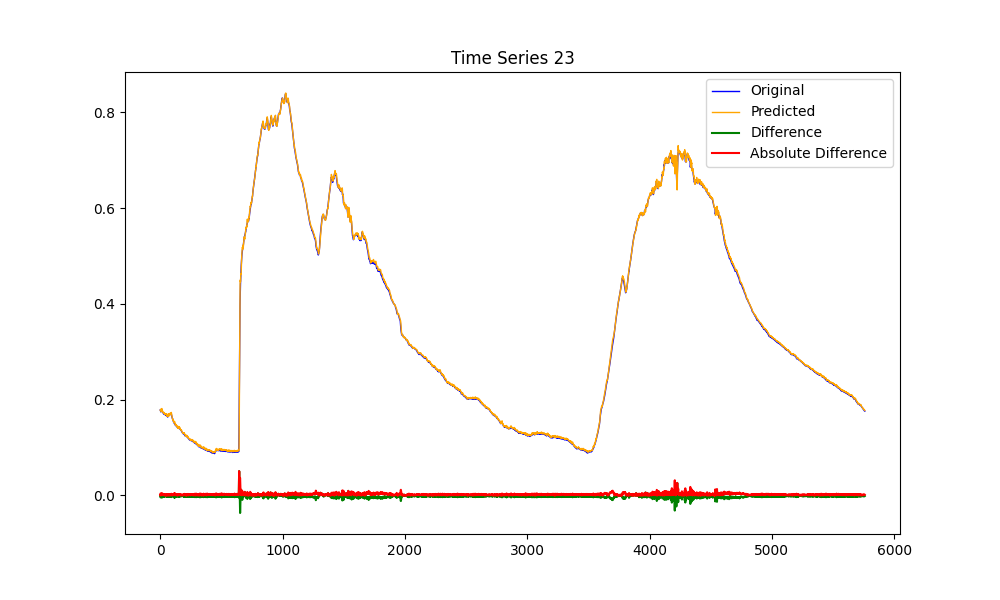 Time Series 23
Original
Predicted
Difference
Absolute Difference
0.8
0.6
0.4
0.2
0.0
0 1000 2000 3000 4000 5000 6000